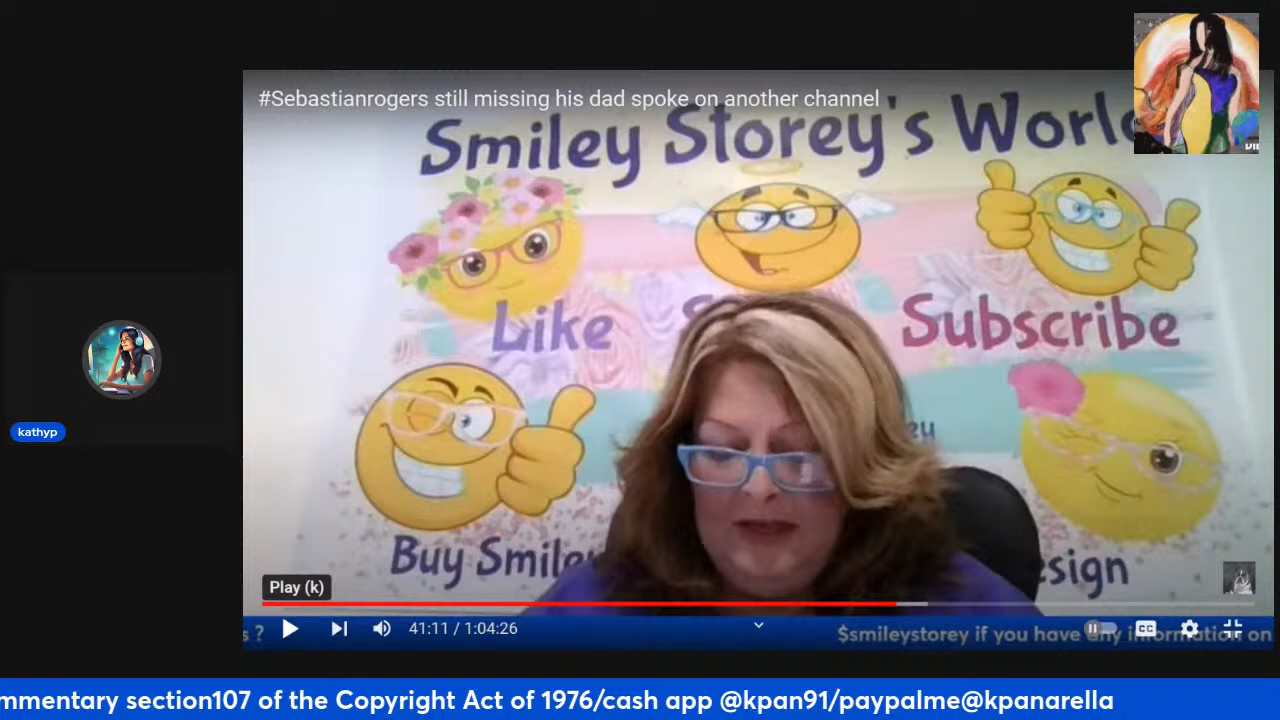 #Sebastianrogers still missing his dad spoke on another channel
Smiley Storey's Worl
Like
Subscribe
kathyp
Buy Smile
esign
Play (k)
41:11 / 1:04:26
CC
s ?
$smileystorey if you have any information on
mmentary section107 of the Copyright Act of 1976/cash app @kpan91/paypalme@kpanarella